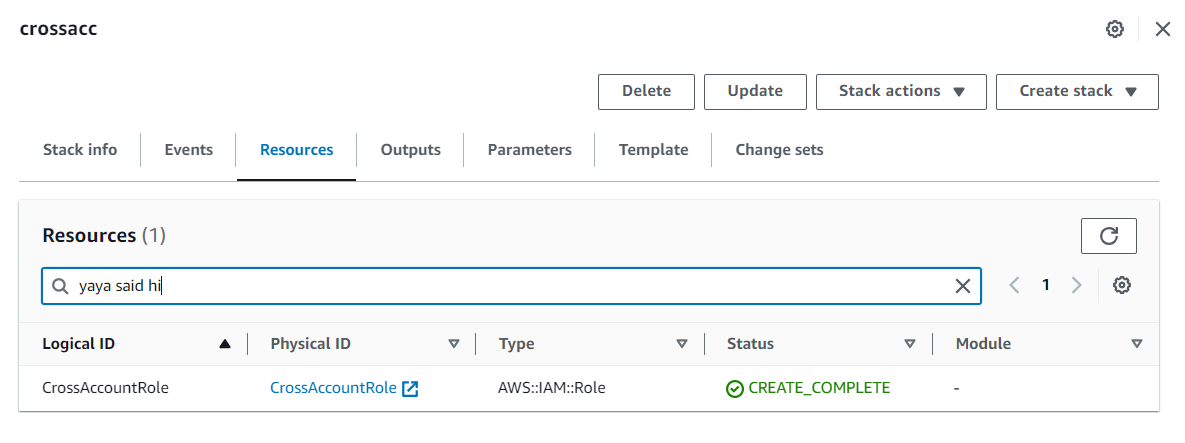 crossacc
Delete Update Stack actions Create stack
Stack info Events Resources Outputs Parameters Template Change sets
Resources (1)
yaya said hi 1
Logical ID Physical ID Type Status Module
CrossAccountRole CrossAccountRole AWS::IAM::Role CREATE_COMPLETE -